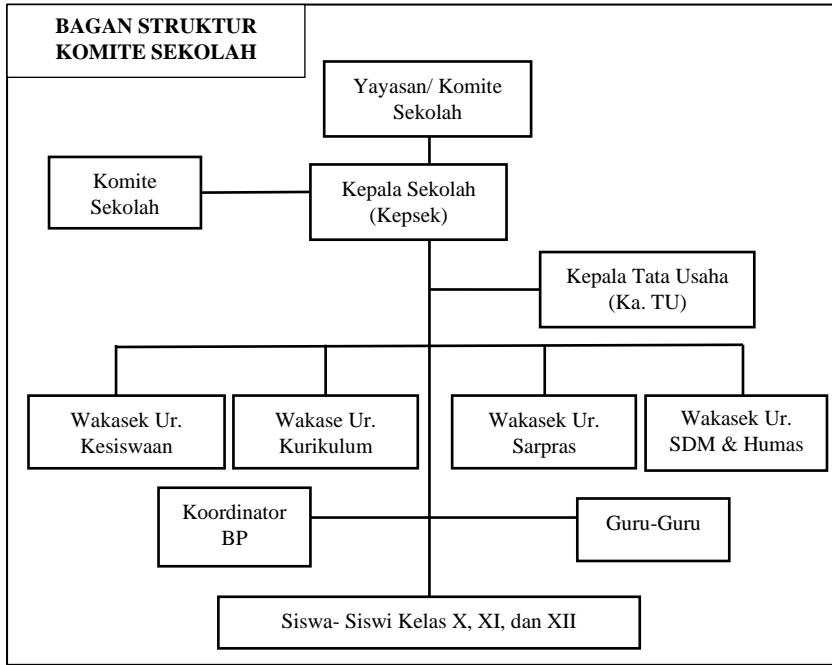 BAGAN STRUKTUR
KOMITE SEKOLAH
Yayasan/ Komite
Sekolah
Komite
Sekolah
Kepala Sekolah
(Kepsek)
Kepala Tata Usaha
(Ka. TU)
Wakasek Ur.
Kesiswaan
Wakase Ur.
Kurikulum
Wakasek Ur.
Sarpras
Wakasek Ur.
SDM & Humas
Koordinator
BP
Guru-Guru
Siswa- Siswi Kelas X, XI, dan XII